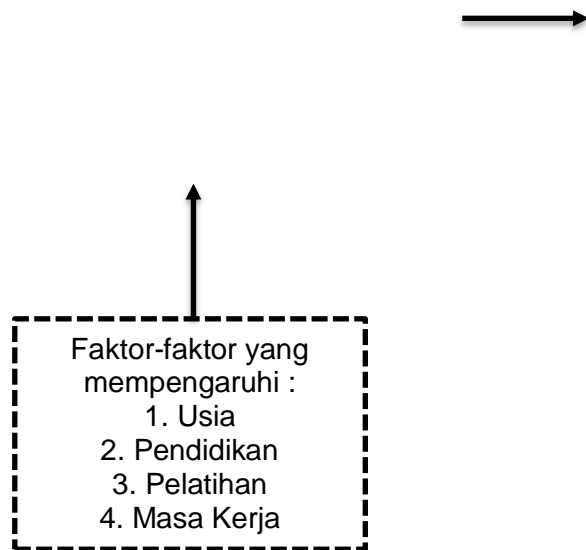 Faktor-faktor yang
mempengaruhi :
1. Usia
2. Pendidikan
3. Pelatihan
4. Masa Kerja